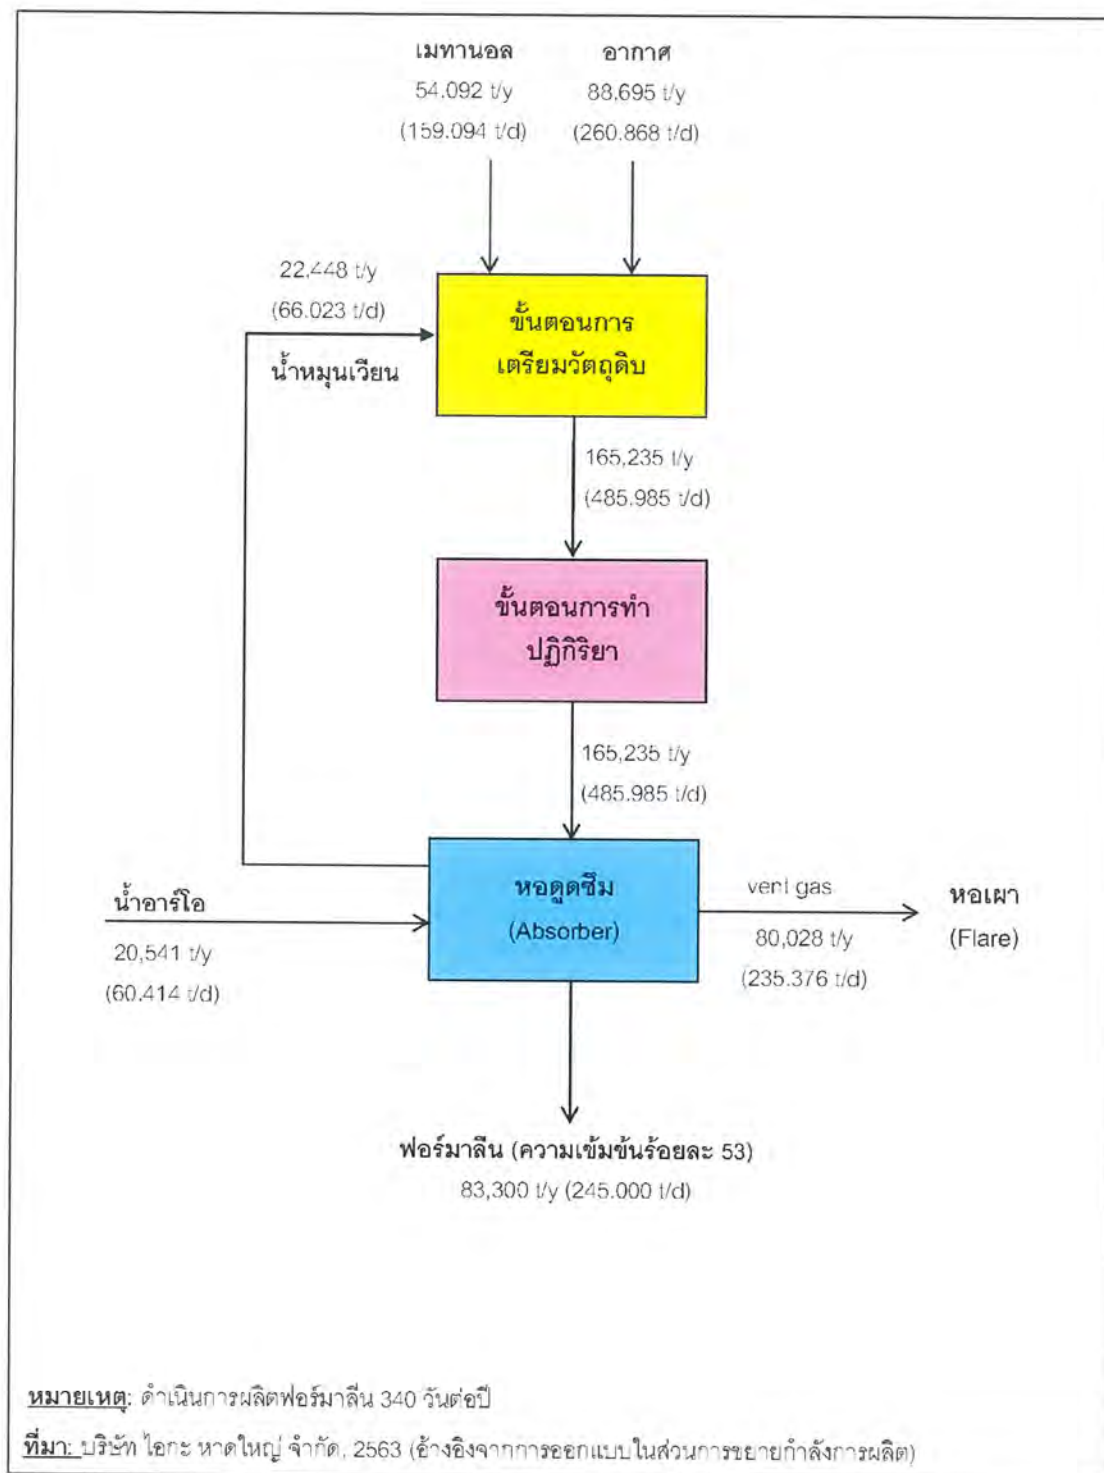 เมทานอล
54.092 t/y
(159.094 t/d)
อากาศ
88,695 t/y
(260.868 t/d)
22,448 t/y
(66.023 t/d)
น้ำหมุนเวียน
ขั้นตอนการ
เตรียมวัตถุดิบ
165,235 t/y
(485.985 t/d)
ขั้นตอนการทำ
ปฏิกิริยา
165,235 t/y
(485.985 t/d)
น้ำอาร์โอ
20,541 t/y
(60.414 t/d)
หอดูดซึม
(Absorber)
vent gas
80,028 t/y
(235.376 t/d)
หอเผา
(Flare)
ฟอร์มาลีน (ความเข้มข้นร้อยละ 53)
83,300 t/y (245.000 t/d)
หมายเหตุ: ดำเนินการผลิตฟอร์มาลีน 340 วันต่อปี
ที่มา: บริษัท ไอกะ หาดใหญ่ จำกัด, 2563 (อ้างอิงจากการออกแบบในส่วนการขยายกำลังการผลิต)